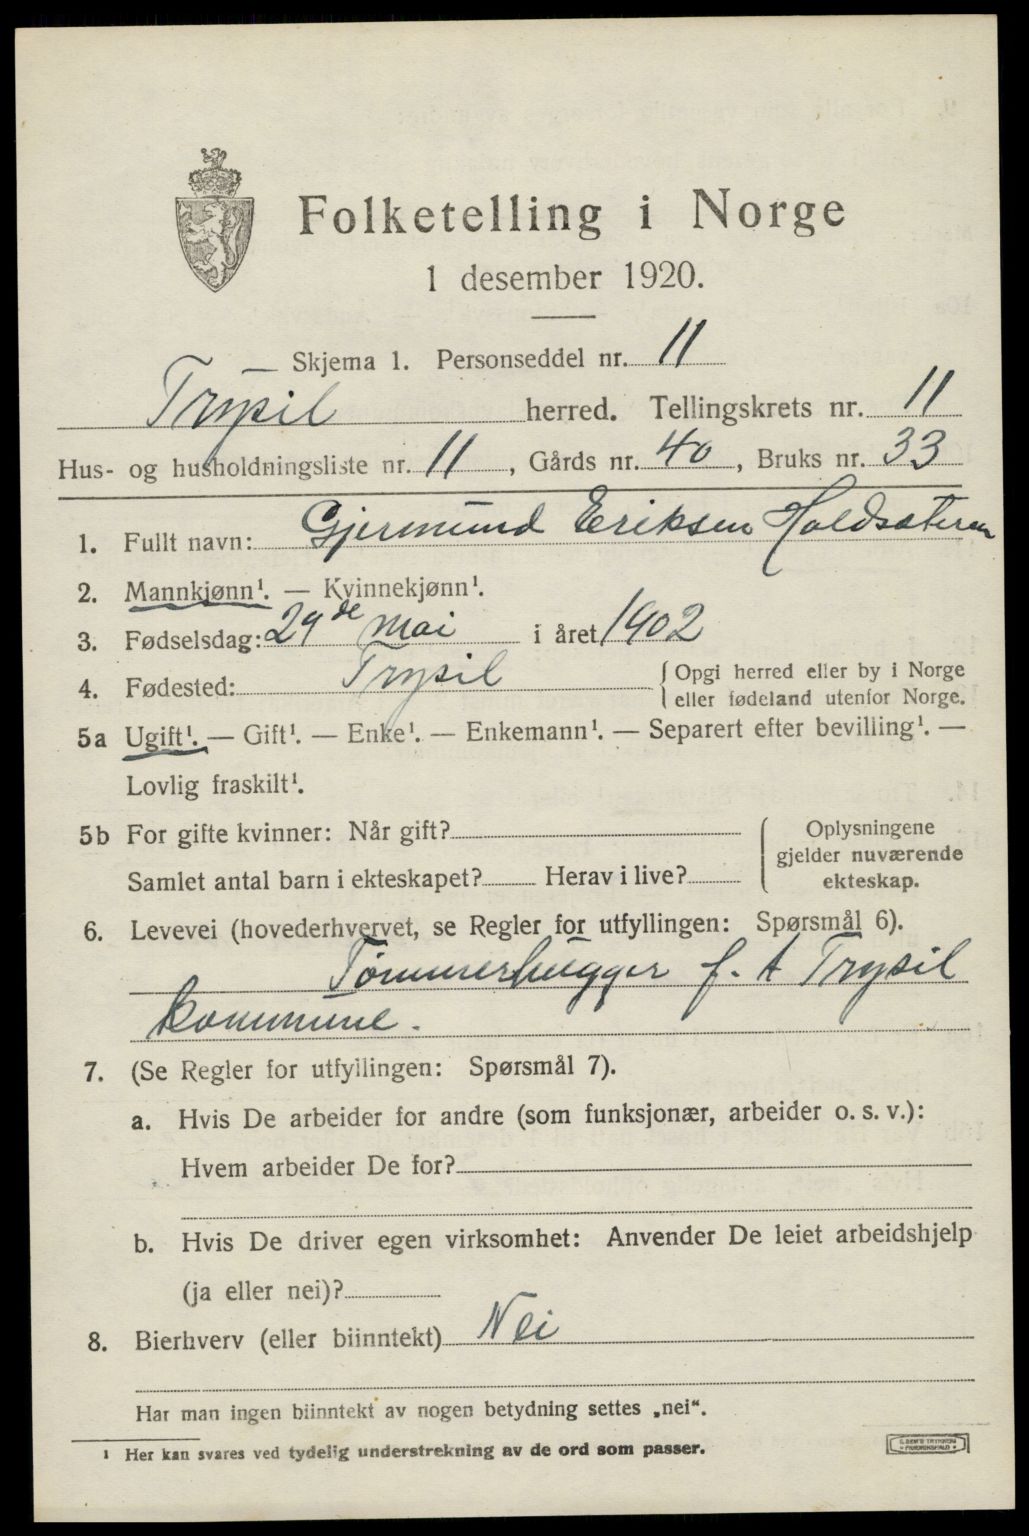 Folketelling i Norge
1 desember 1920.
Skjema 1. Personseddel nr. 11
Trysil herred. Tellingskrets nr. 11
Hus- og husholdningsliste nr. 11, Gårds nr. 40, Bruks nr. 33
1. Fullt navn: Gjermund Eriksen Holdsæteren
2. Mannkjønn¹. — Kvinnekjønn¹.
3. Fødselsdag: 29de mai i året 1902
4. Fødested: Trysil { Opgi herred eller by i Norge
eller fødeland utenfor Norge.
5a Ugift¹. — Gift¹. — Enke¹. — Enkemann¹. — Separert efter bevilling¹. —
Lovlig fraskilt¹.
5b For gifte kvinner: Når gift?
Samlet antal barn i ekteskapet? Herav i live?
{ Oplysningene
gjelder nuværende
ekteskap.
6. Levevei (hovederhvervet, se Regler for utfyllingen: Spørsmål 6).
Tømmerhugger f. A Trysil
kommune.
7. (Se Regler for utfyllingen: Spørsmål 7).
a. Hvis De arbeider for andre (som funksjonær, arbeider o. s. v.):
Hvem arbeider De for?
b. Hvis De driver egen virksomhet: Anvender De leiet arbeidshjelp
(ja eller nei)?
8. Bierhverv (eller biinntekt) Nei
Har man ingen biinntekt av nogen betydning settes „nei“.
¹ Her kan svares ved tydelig understrekning av de ord som passer.